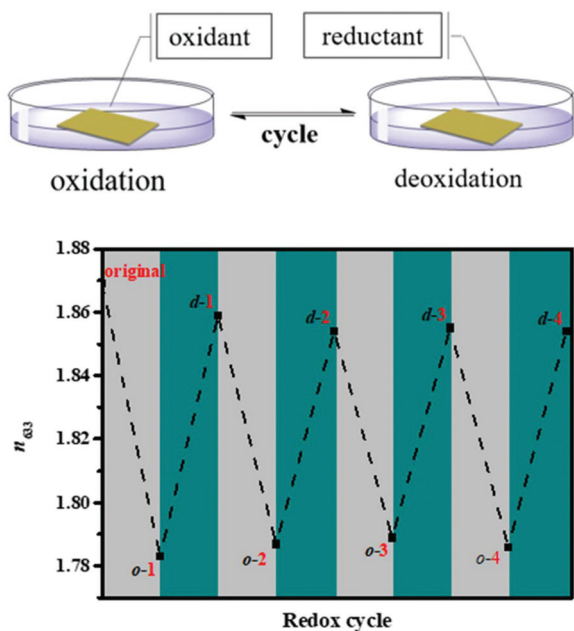 oxidant
reductant
cycle
oxidation
deoxidation
1.88
1.86
1.84
1.82
1.80
1.78
n633
original
d-1
d-2
d-3
d-4
o-1
o-2
o-3
o-4
Redox cycle